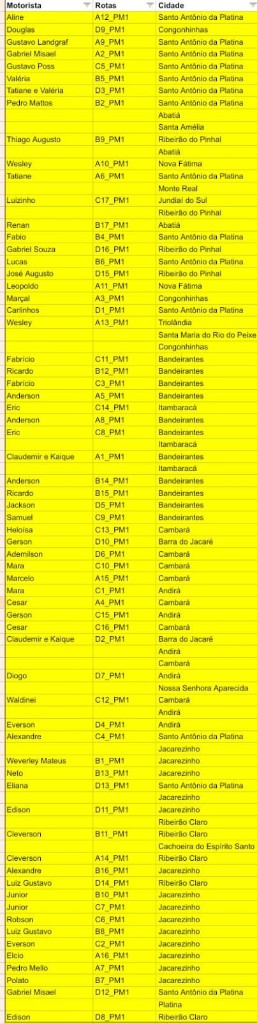 Motorista Rotas Cidade
Aline A12_PM1 Santo Antônio da Platina
Douglas D9_PM1 Congonhinhas
Gustavo Landgraf A9_PM1 Santo Antônio da Platina
Gabriel Misael A2_PM1 Santo Antônio da Platina
Gustavo Poss C5_PM1 Santo Antônio da Platina
Valéria B5_PM1 Santo Antônio da Platina
Tatiane e Valéria D3_PM1 Santo Antônio da Platina
Pedro Mattos B2_PM1 Santo Antônio da Platina
Abatiá
Santa Amélia
Thiago Augusto B9_PM1 Ribeirão do Pinhal
Abatiá
Wesley A10_PM1 Nova Fátima
Tatiane A6_PM1 Santo Antônio da Platina
Monte Real
Luizinho C17_PM1 Jundiaí do Sul
Ribeirão do Pinhal
Renan B17_PM1 Abatiá
Fabio B4_PM1 Santo Antônio da Platina
Gabriel Souza D16_PM1 Ribeirão do Pinhal
Lucas B6_PM1 Santo Antônio da Platina
José Augusto D15_PM1 Ribeirão do Pinhal
Leopoldo A11_PM1 Nova Fátima
Marçal A3_PM1 Congonhinhas
Carlinhos D1_PM1 Santo Antônio da Platina
Wesley A13_PM1 Triolândia
Santa Maria do Rio do Peixe
Congonhinhas
Fabrício C11_PM1 Bandeirantes
Ricardo B12_PM1 Bandeirantes
Fabrício C3_PM1 Bandeirantes
Anderson A5_PM1 Bandeirantes
Eric C14_PM1 Itambaracá
Anderson A8_PM1 Bandeirantes
Eric C8_PM1 Bandeirantes
Itambaracá
Claudemir e Kaique A1_PM1 Bandeirantes
Itambaracá
Anderson B14_PM1 Bandeirantes
Ricardo B15_PM1 Bandeirantes
Jackson D5_PM1 Bandeirantes
Samuel C9_PM1 Bandeirantes
Heloísa C13_PM1 Cambará
Gerson D10_PM1 Barra do Jacaré
Ademilson D6_PM1 Cambará
Mara C10_PM1 Cambará
Marcelo A15_PM1 Cambará
Mara C1_PM1 Andirá
Cesar A4_PM1 Cambará
Gerson C15_PM1 Andirá
Cesar C16_PM1 Cambará
Claudemir e Kaique D2_PM1 Barra do Jacaré
Andirá
Cambará
Diogo D7_PM1 Andirá
Nossa Senhora Aparecida
Waldinei C12_PM1 Cambará
Andirá
Everson D4_PM1 Andirá
Alexandre C4_PM1 Santo Antônio da Platina
Jacarezinho
Weverley Mateus B1_PM1 Jacarezinho
Neto B13_PM1 Jacarezinho
Eliana D13_PM1 Santo Antônio da Platina
Jacarezinho
Edison D11_PM1 Jacarezinho
Ribeirão Claro
Cleverson B11_PM1 Ribeirão Claro
Cachoeira do Espírito Santo
Cleverson A14_PM1 Ribeirão Claro
Alexandre B16_PM1 Jacarezinho
Luiz Gustavo D14_PM1 Ribeirão Claro
Junior B10_PM1 Jacarezinho
Junior C7_PM1 Jacarezinho
Robson C6_PM1 Jacarezinho
Luiz Gustavo B8_PM1 Jacarezinho
Everson C2_PM1 Jacarezinho
Elcio A16_PM1 Jacarezinho
Pedro Mello A7_PM1 Jacarezinho
Polato B7_PM1 Jacarezinho
Gabriel Misael D12_PM1 Santo Antônio da Platina
Platina
Jacarezinho
Edison D8_PM1 Ribeirão Claro